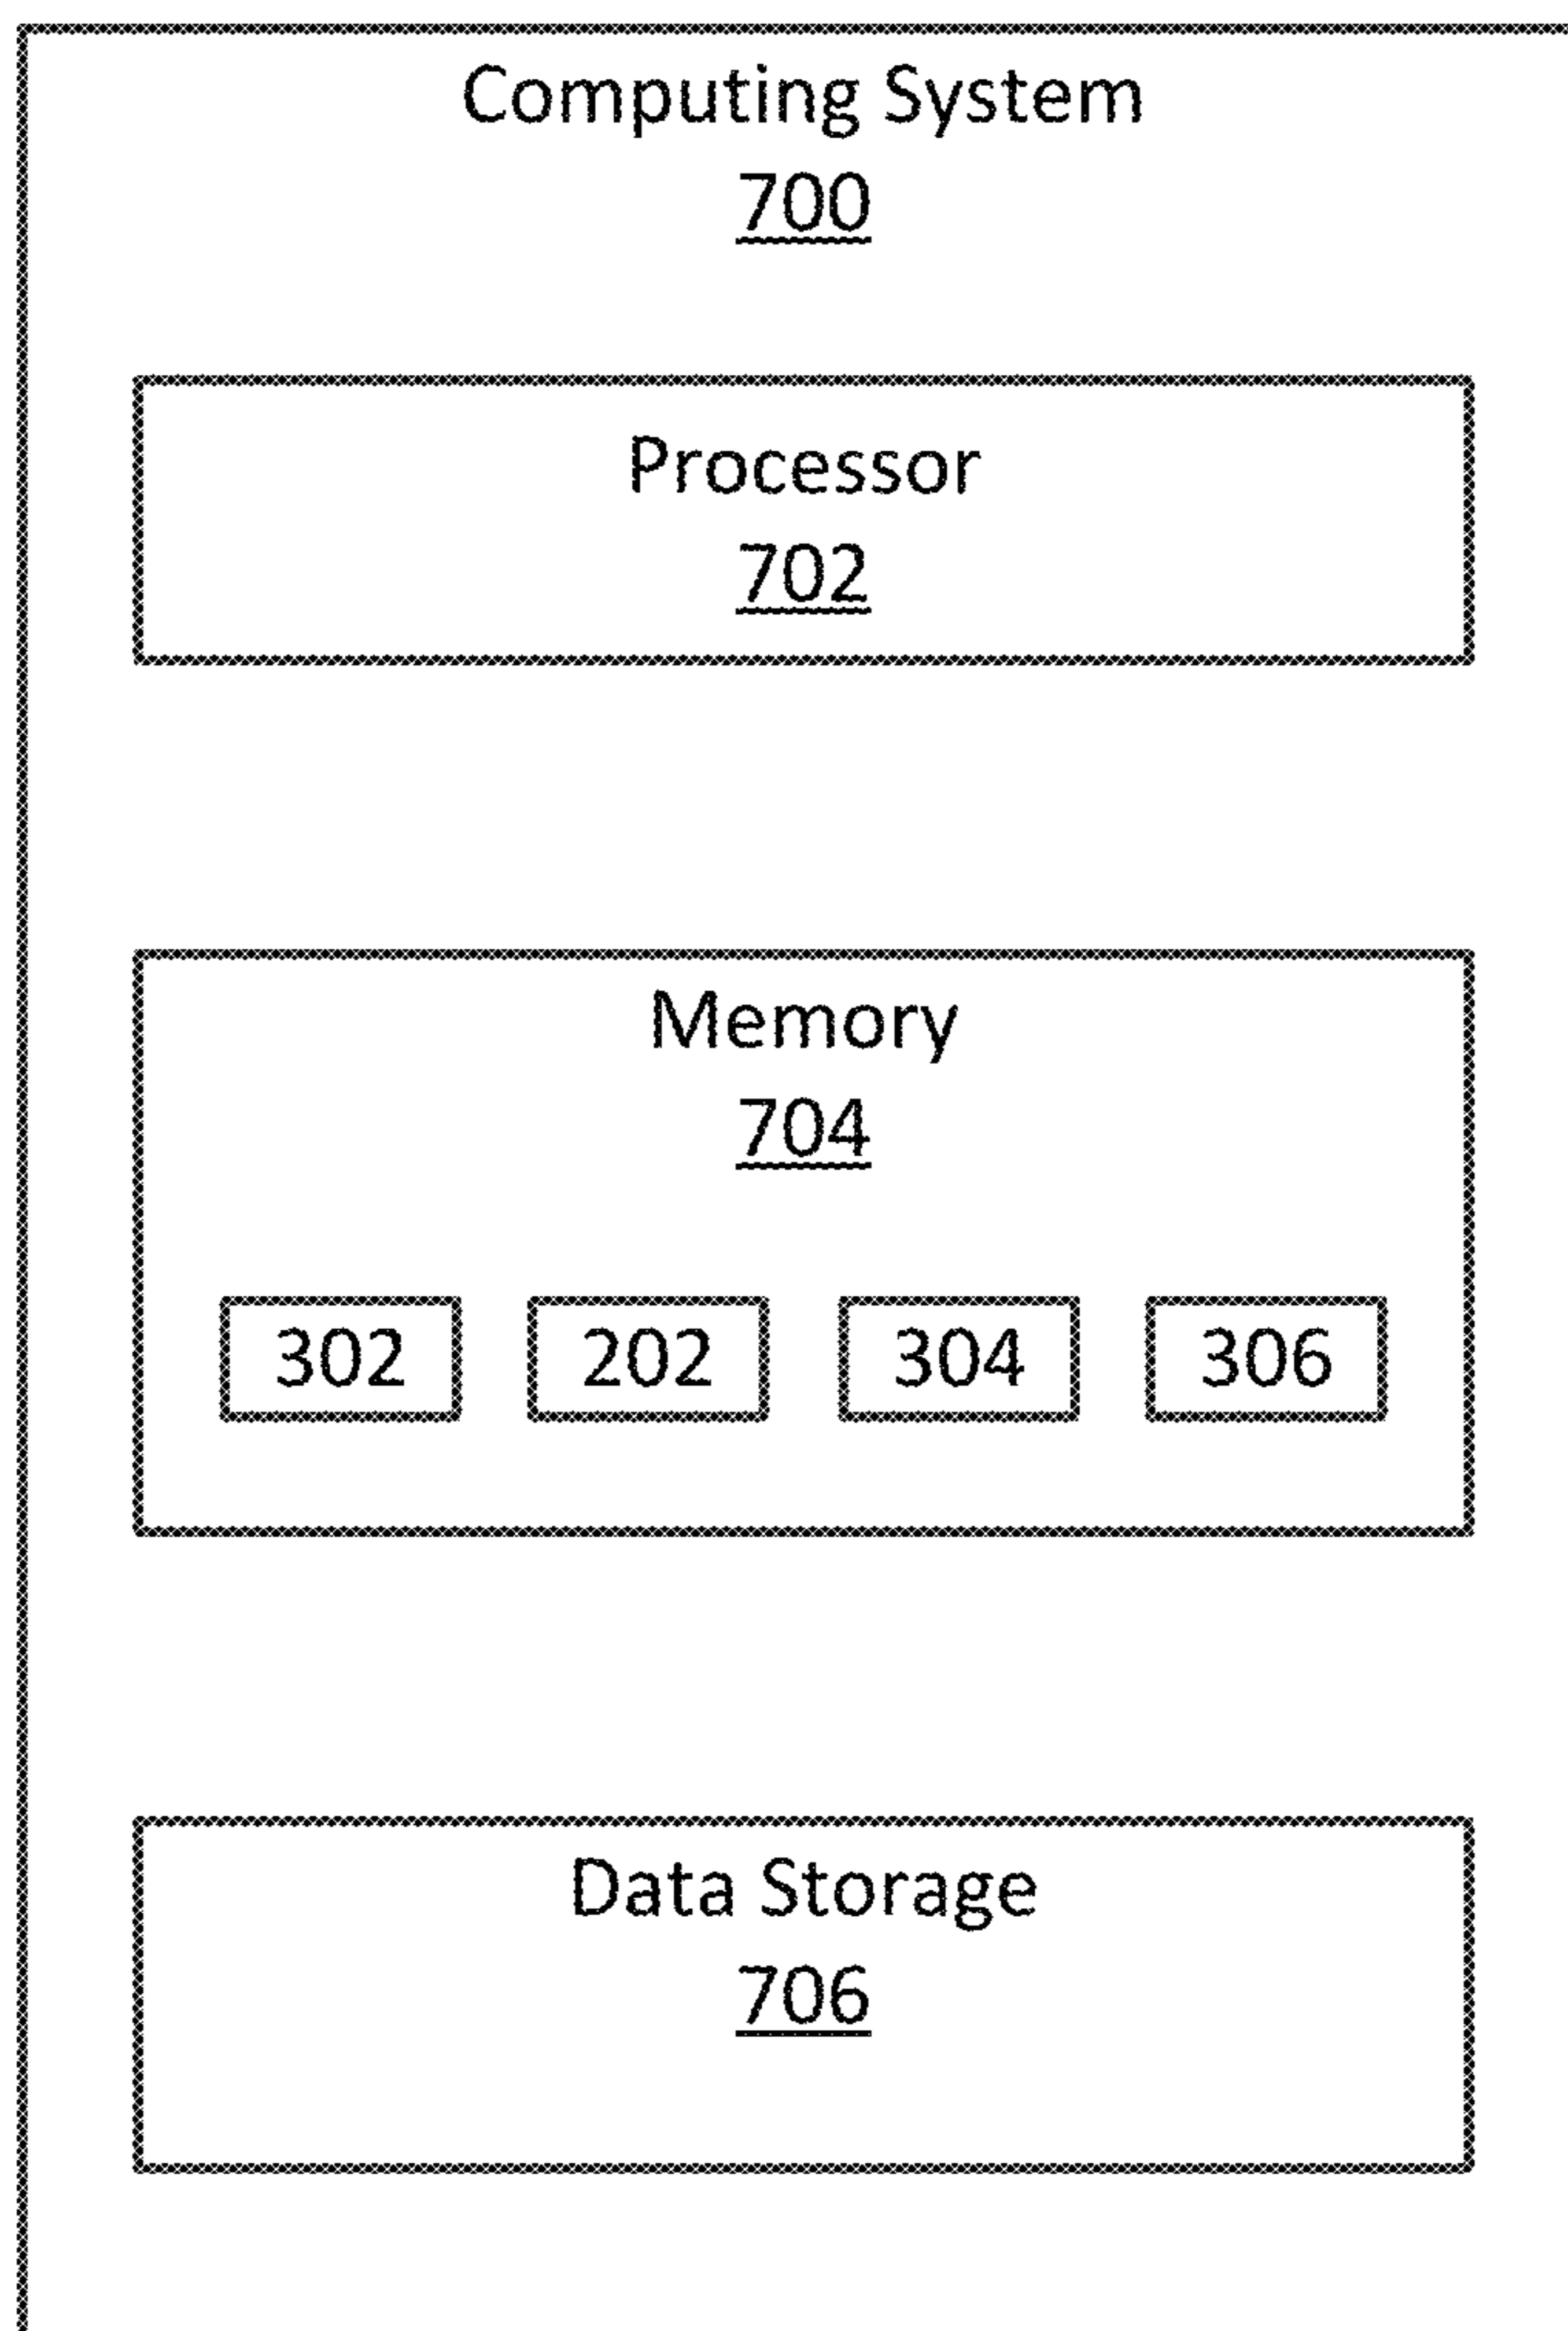 Computing System
700
Processor
702
Memory
704
302 202 304 306
Data Storage
706